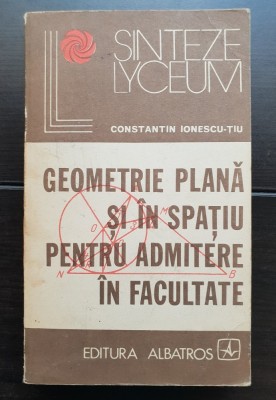 SINTEZE
LYCEUM
CONSTANTIN IONESCU-ȚIU
GEOMETRIE PLANĂ
ȘI ÎN SPAȚIU
PENTRU ADMITERE
ÎN FACULTATE
N
B
EDITURA ALBATROS